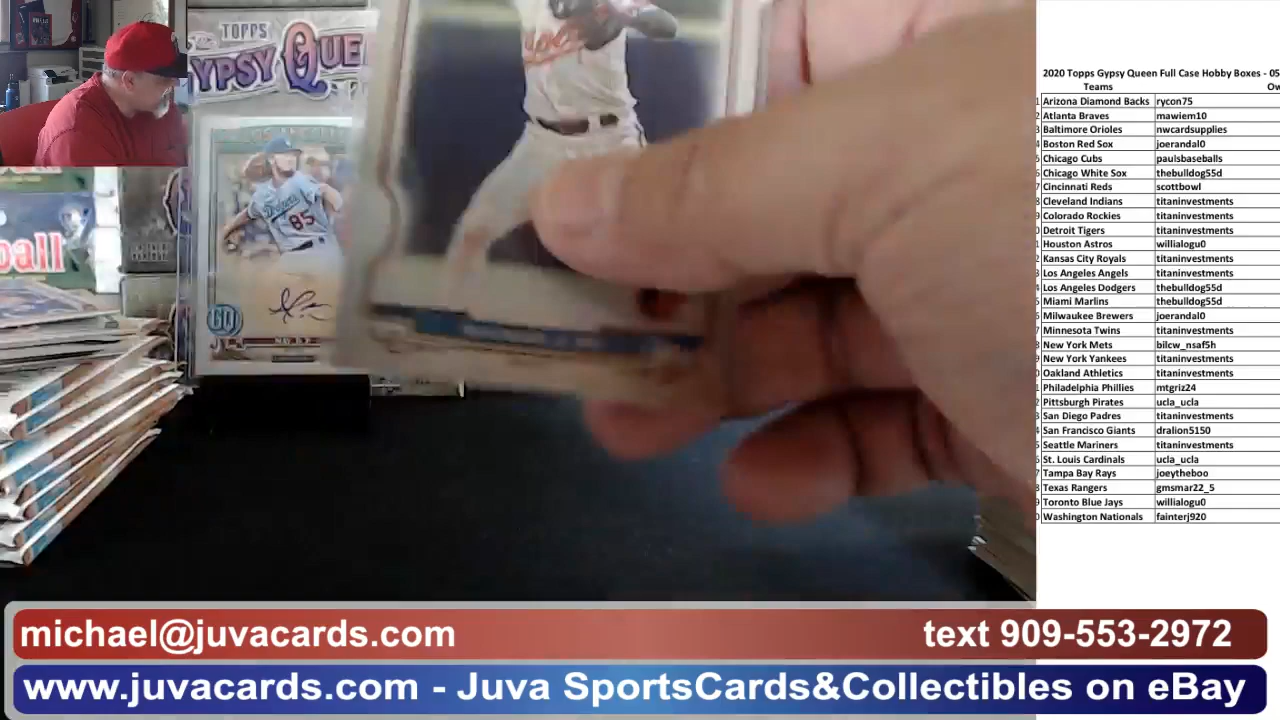 TOPPS
GYPSY QUEE
Dodgers
85
GQ
all
2020 Topps Gypsy Queen Full Case Hobby Boxes - 05
Teams Ow
Arizona Diamond Backs rycon75
Atlanta Braves mawiem10
Baltimore Orioles nwcardsupplies
Boston Red Sox joerandal0
Chicago Cubs paulsbaseballs
Chicago White Sox thebulldog55d
Cincinnati Reds scottbowl
Cleveland Indians titaninvestments
Colorado Rockies titaninvestments
Detroit Tigers titaninvestments
Houston Astros willialogu0
Kansas City Royals titaninvestments
Los Angeles Angels titaninvestments
Los Angeles Dodgers thebulldog55d
Miami Marlins thebulldog55d
Milwaukee Brewers joerandal0
Minnesota Twins titaninvestments
New York Mets bilcw_nsaf5h
New York Yankees titaninvestments
Oakland Athletics titaninvestments
Philadelphia Phillies mtgriz24
Pittsburgh Pirates ucla_ucla
San Diego Padres titaninvestments
San Francisco Giants dralion5150
Seattle Mariners titaninvestments
St. Louis Cardinals ucla_ucla
Tampa Bay Rays joeytheboo
Texas Rangers gmsmar22_5
Toronto Blue Jays willialogu0
Washington Nationals fainterj920
michael@juvacards.com text 909-553-2972
www.juvacards.com - Juva SportsCards&Collectibles on eBay